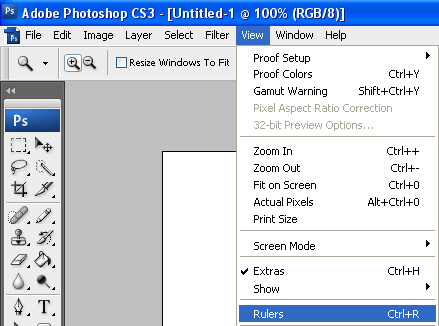 Ps Adobe Photoshop CS3 - [Untitled-1 @ 100% (RGB/8)]
Ps File Edit Image Layer Select Filter View Window Help
Resize Windows To Fit
Ps
T
Proof Setup
Proof Colors Ctrl+Y
Gamut Warning Shift+Ctrl+Y
Pixel Aspect Ratio Correction
32-bit Preview Options...
Zoom In Ctrl++
Zoom Out Ctrl+-
Fit on Screen Ctrl+0
Actual Pixels Alt+Ctrl+0
Print Size
Screen Mode
Extras Ctrl+H
Show
Rulers Ctrl+R